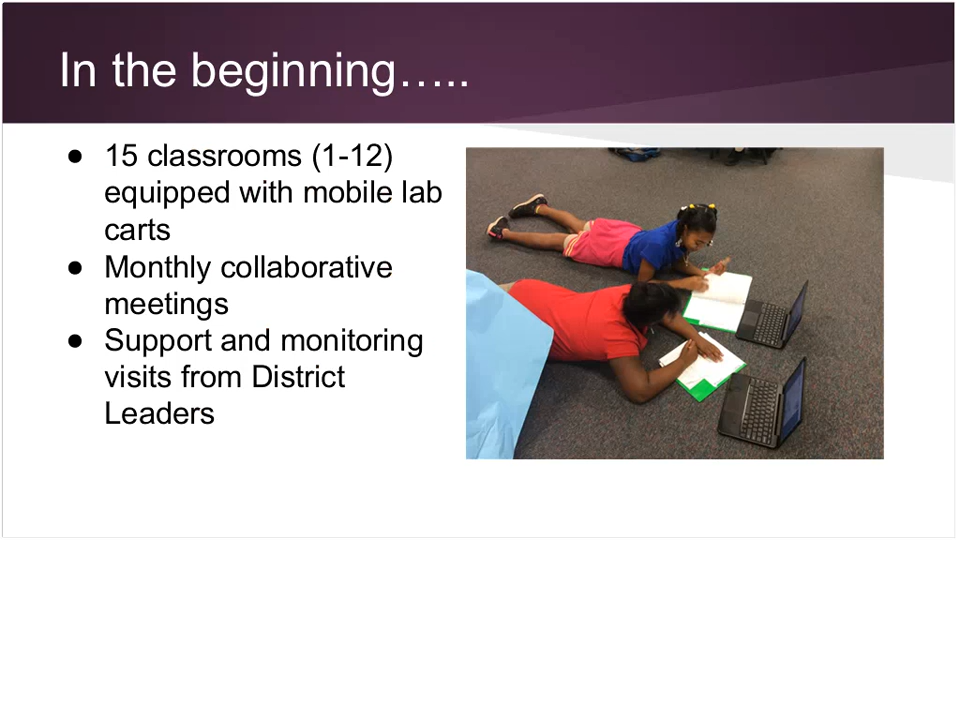 In the beginning…..
● 15 classrooms (1-12)
equipped with mobile lab
carts
● Monthly collaborative
meetings
● Support and monitoring
visits from District
Leaders